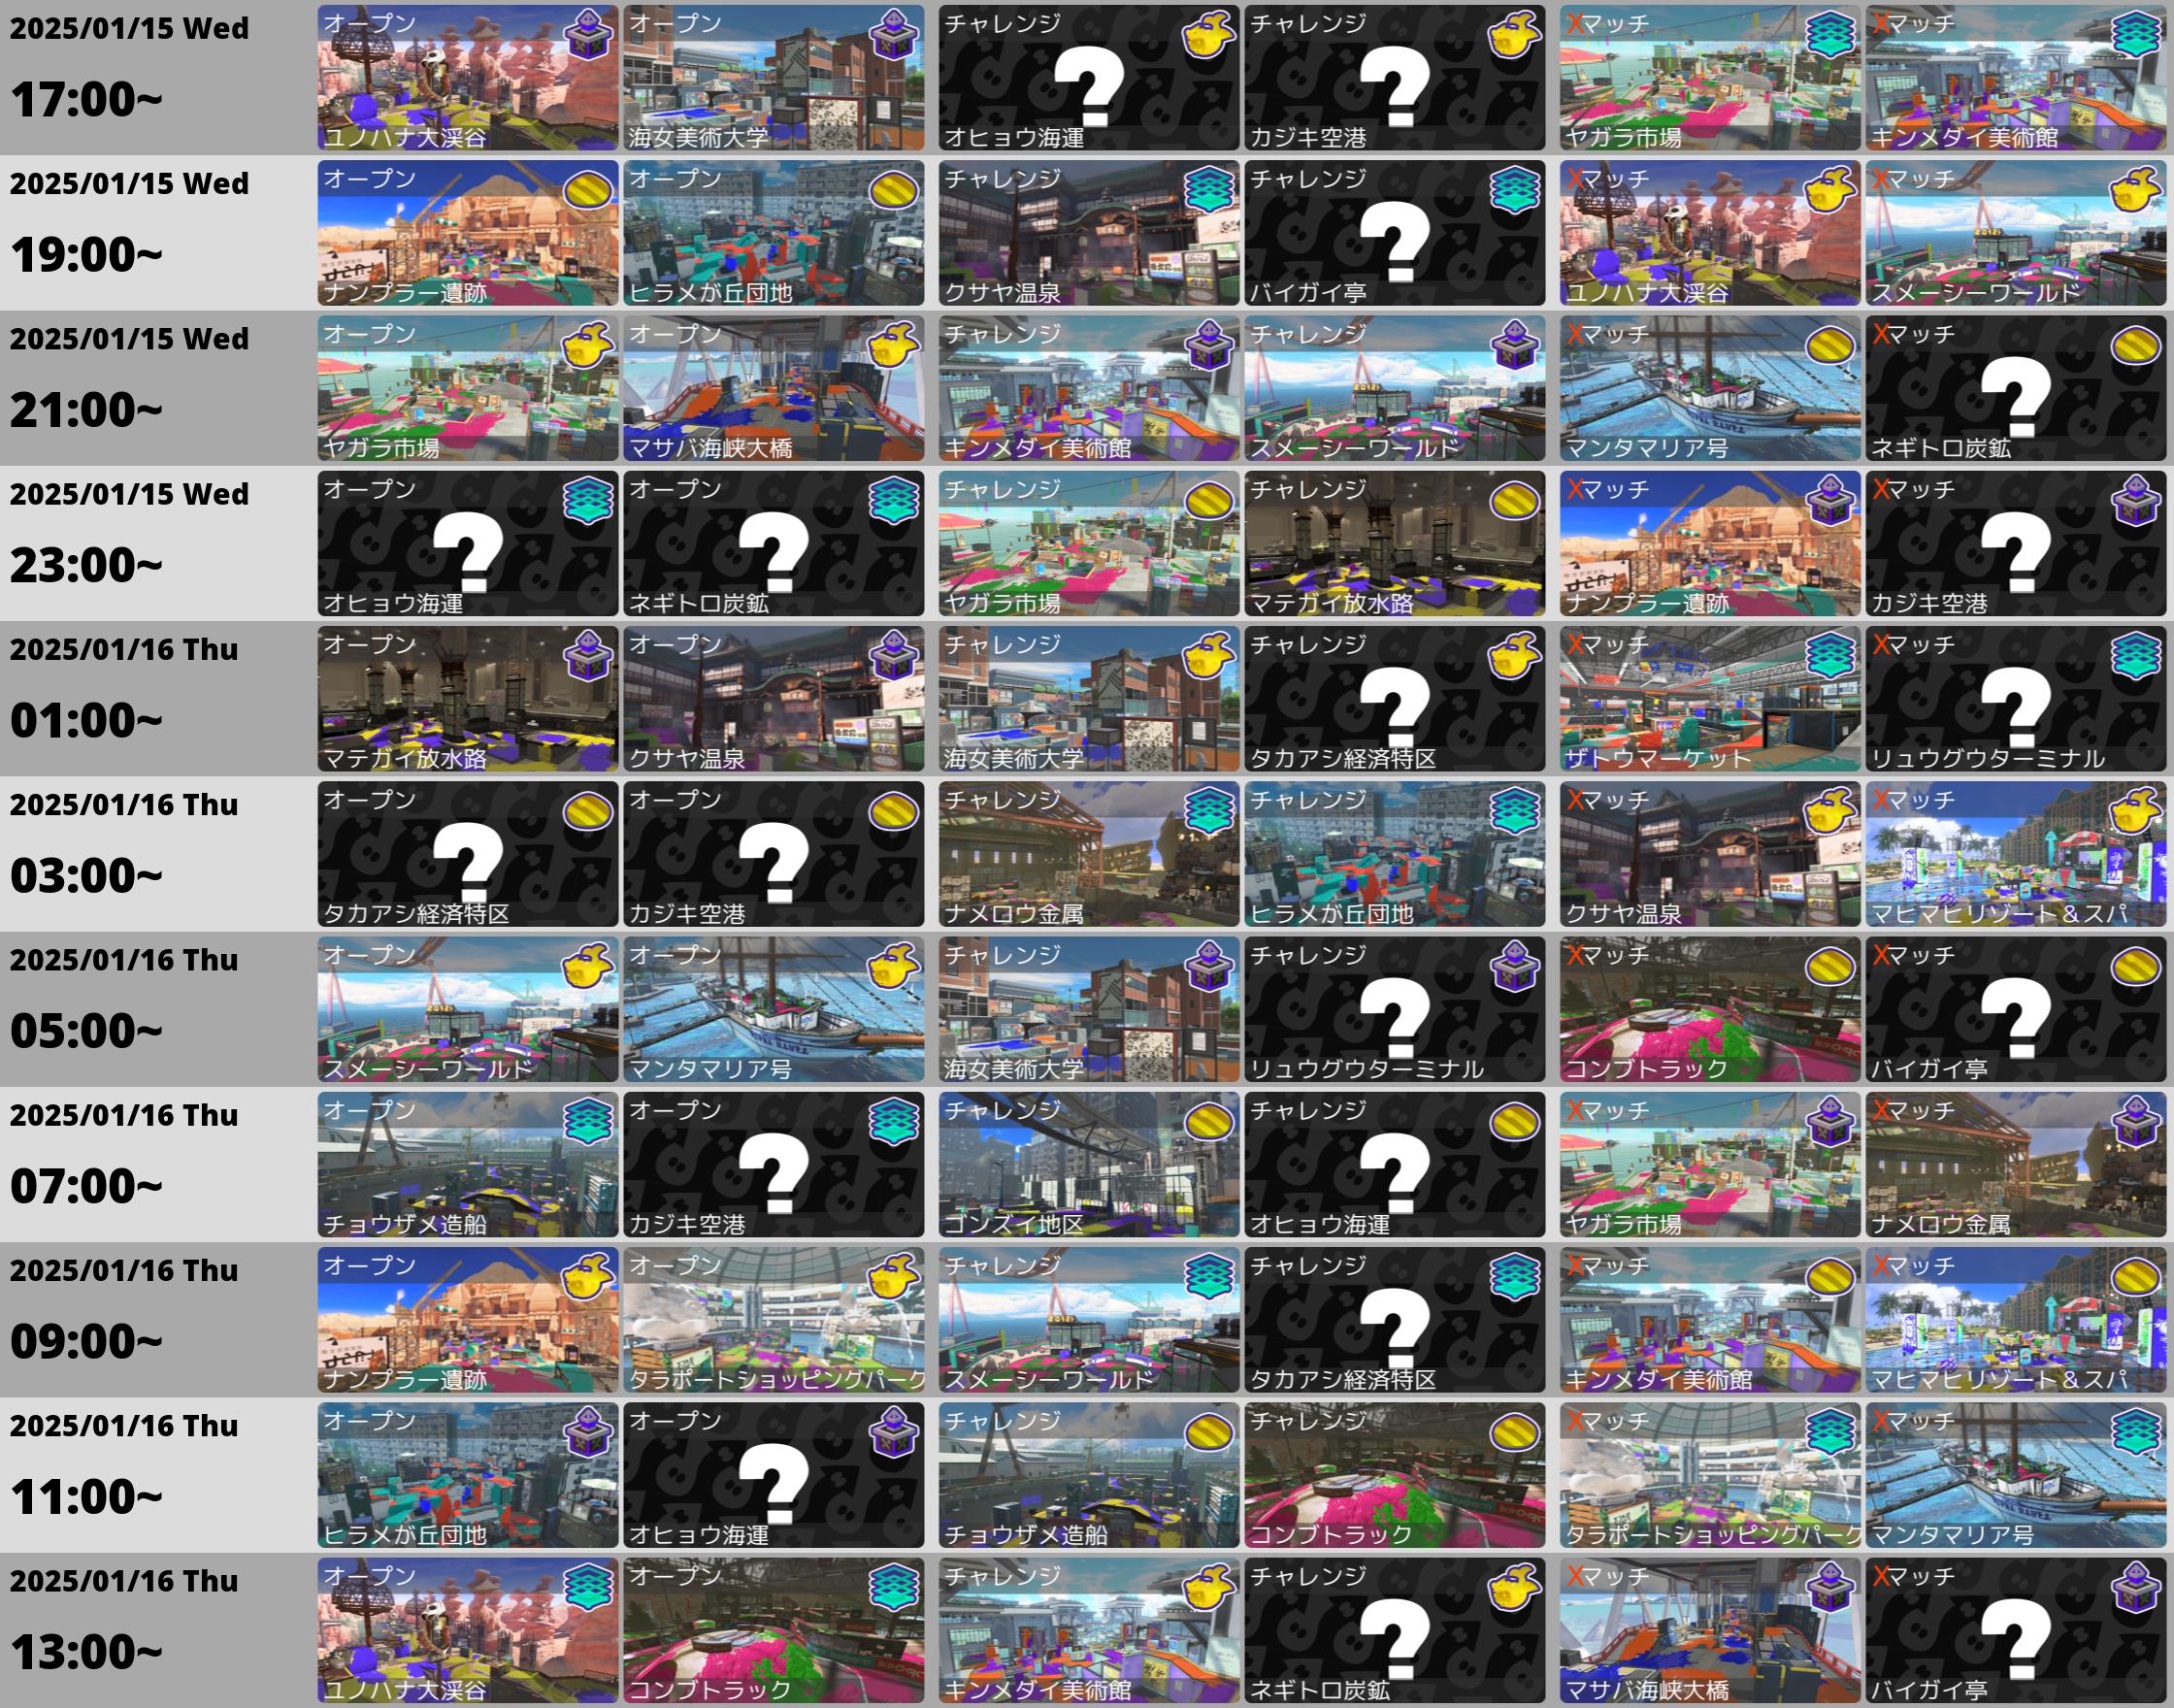 2025/01/15 Wed
17:00~
オープン
ユノハナ大渓谷
オープン
海女美術大学
チャレンジ
オヒョウ海運
チャレンジ
カジキ空港
Xマッチ
ヤガラ市場
Xマッチ
キンメダイ美術館
2025/01/15 Wed
19:00~
オープン
ナンプラー遺跡
オープン
ヒラメが丘団地
チャレンジ
クサヤ温泉
チャレンジ
バイガイ亭
Xマッチ
ユノハナ大渓谷
Xマッチ
スメーシーワールド
2025/01/15 Wed
21:00~
オープン
ヤガラ市場
オープン
マサバ海峡大橋
チャレンジ
キンメダイ美術館
チャレンジ
スメーシーワールド
Xマッチ
マンタマリア号
Xマッチ
ネギトロ炭鉱
2025/01/15 Wed
23:00~
オープン
オヒョウ海運
オープン
ネギトロ炭鉱
チャレンジ
ヤガラ市場
チャレンジ
マテガイ放水路
Xマッチ
ナンプラー遺跡
Xマッチ
カジキ空港
2025/01/16 Thu
01:00~
オープン
マテガイ放水路
オープン
クサヤ温泉
チャレンジ
海女美術大学
チャレンジ
タカアシ経済特区
Xマッチ
ザトウマーケット
Xマッチ
リュウグウターミナル
2025/01/16 Thu
03:00~
オープン
タカアシ経済特区
オープン
カジキ空港
チャレンジ
ナメロウ金属
チャレンジ
ヒラメが丘団地
Xマッチ
クサヤ温泉
Xマッチ
マヒマヒリゾート＆スパ
2025/01/16 Thu
05:00~
オープン
スメーシーワールド
オープン
マンタマリア号
チャレンジ
海女美術大学
チャレンジ
リュウグウターミナル
Xマッチ
コンブトラック
Xマッチ
バイガイ亭
2025/01/16 Thu
07:00~
オープン
チョウザメ造船
オープン
カジキ空港
チャレンジ
ゴンズイ地区
チャレンジ
オヒョウ海運
Xマッチ
ヤガラ市場
Xマッチ
ナメロウ金属
2025/01/16 Thu
09:00~
オープン
ナンプラー遺跡
オープン
タラポートショッピングパーク
チャレンジ
スメーシーワールド
チャレンジ
タカアシ経済特区
Xマッチ
キンメダイ美術館
Xマッチ
マヒマヒリゾート＆スパ
2025/01/16 Thu
11:00~
オープン
ヒラメが丘団地
オープン
オヒョウ海運
チャレンジ
チョウザメ造船
チャレンジ
コンブトラック
Xマッチ
タラポートショッピングパーク
Xマッチ
マンタマリア号
2025/01/16 Thu
13:00~
オープン
ユノハナ大渓谷
オープン
コンブトラック
チャレンジ
キンメダイ美術館
チャレンジ
ネギトロ炭鉱
Xマッチ
マサバ海峡大橋
Xマッチ
バイガイ亭